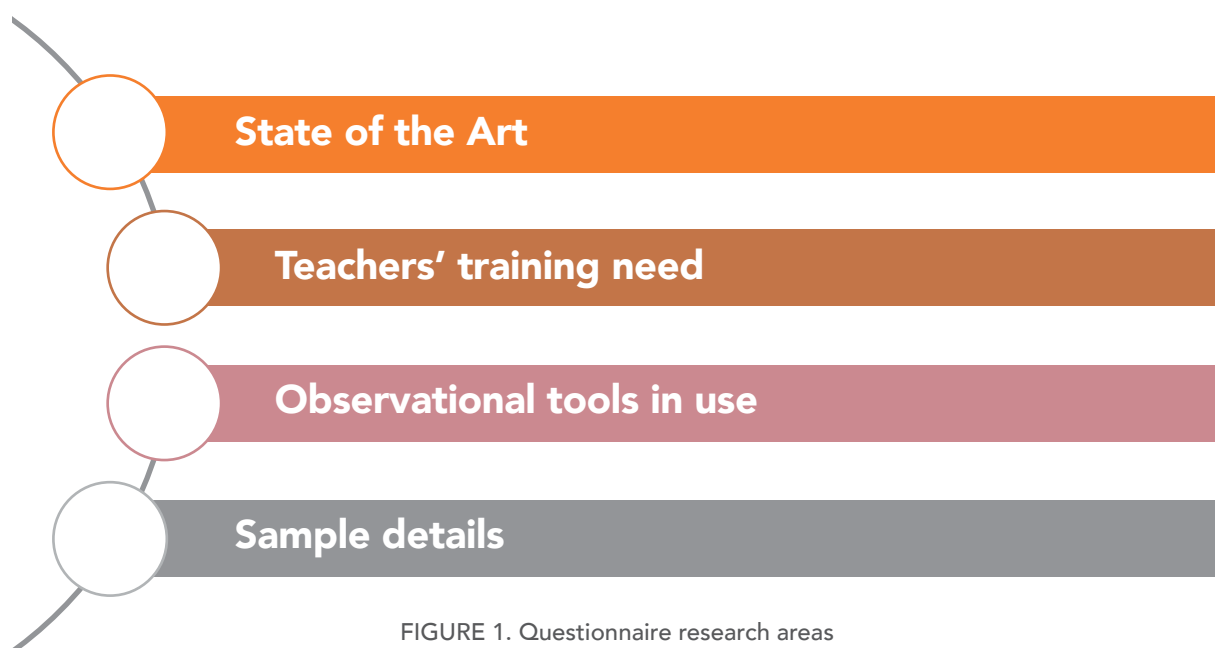 State of the Art
Teachers’ training need
Observational tools in use
Sample details
FIGURE 1. Questionnaire research areas